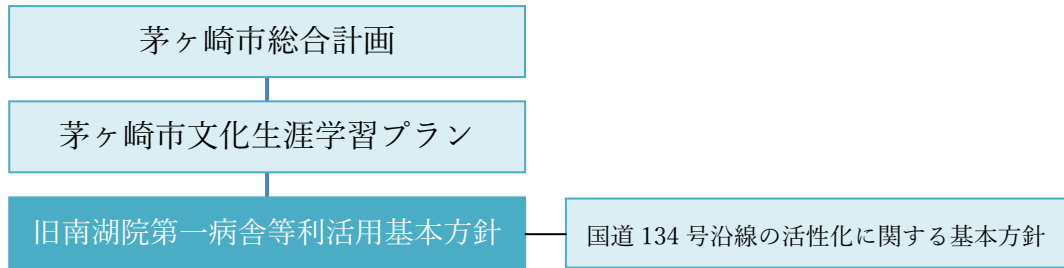 茅ヶ崎市総合計画
茅ヶ崎市文化生涯学習プラン
旧南湖院第一病舎等利活用基本方針
国道 134 号沿線の活性化に関する基本方針